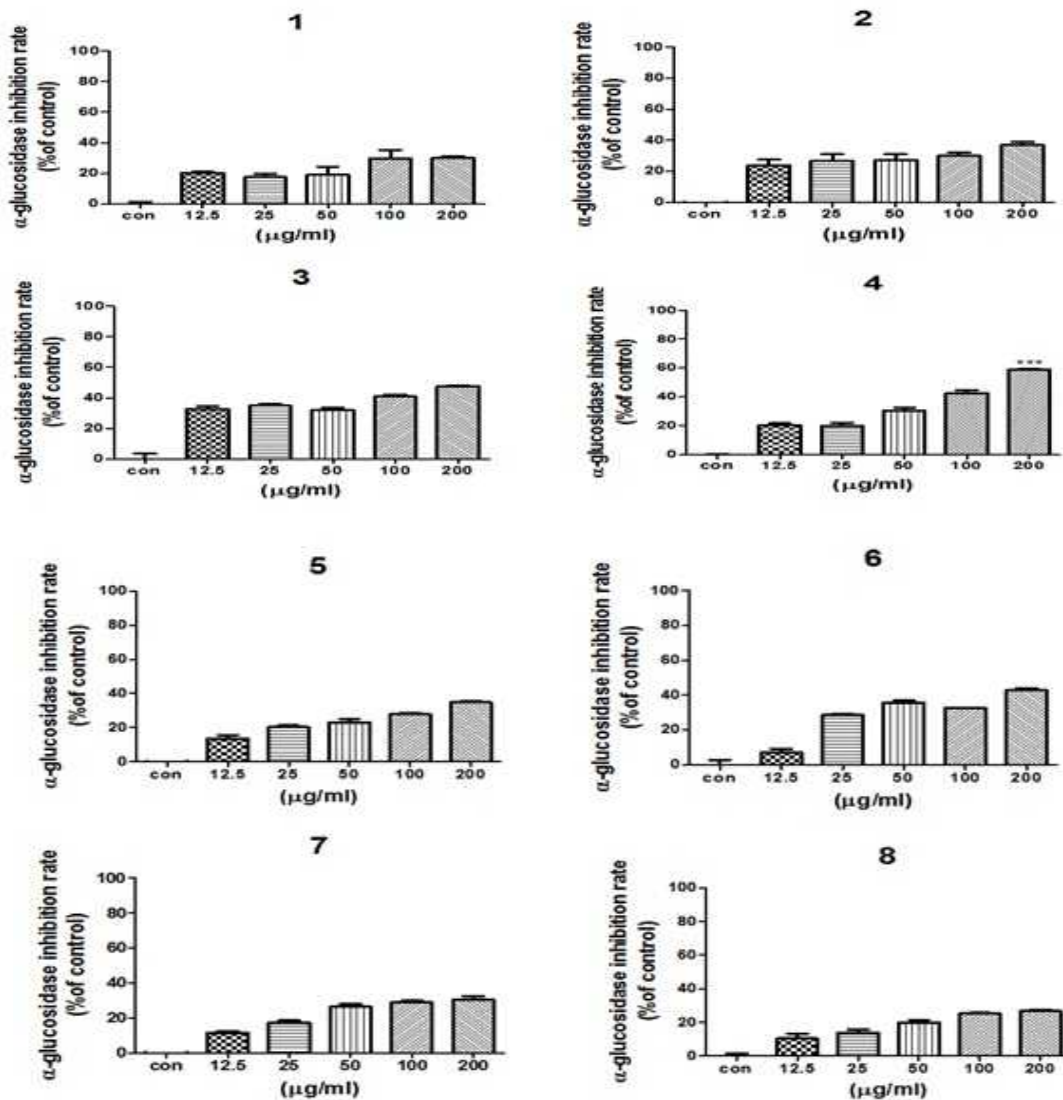 1
α-glucosidase inhibition rate
(%of control)
100
80
60
40
20
0
con 12.5 25 50 100 200
(μg/ml)
2
α-glucosidase inhibition rate
(%of control)
100
80
60
40
20
0
con 12.5 25 50 100 200
(μg/ml)
3
α-glucosidase inhibition rate
(%of control)
100
80
60
40
20
0
con 12.5 25 50 100 200
(μg/ml)
4
α-glucosidase inhibition rate
(%of control)
100
80
60
40
20
0
***
con 12.5 25 50 100 200
(μg/ml)
5
α-glucosidase inhibition rate
(%of control)
100
80
60
40
20
0
con 12.5 25 50 100 200
(μg/ml)
6
α-glucosidase inhibition rate
(%of control)
100
80
60
40
20
0
con 12.5 25 50 100 200
(μg/ml)
7
α-glucosidase inhibition rate
(%of control)
100
80
60
40
20
0
con 12.5 25 50 100 200
(μg/ml)
8
α-glucosidase inhibition rate
(%of control)
100
80
60
40
20
0
con 12.5 25 50 100 200
(μg/ml)